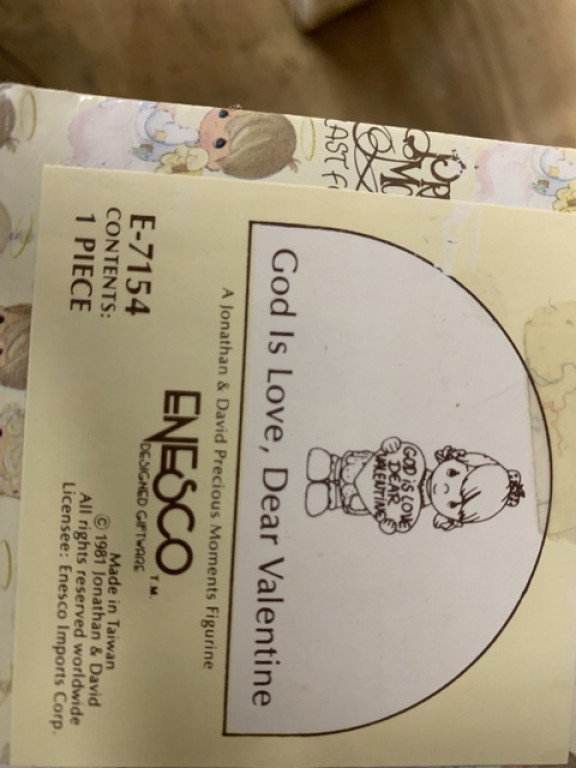 God Is Love, Dear Valentine
A Jonathan & David Precious Moments Figurine
GOD IS LOVE
DEAR
VALENTINE
E-7154
CONTENTS:
1 PIECE
ENESCO T.M.
DESIGNED GIFTWARE
Made in Taiwan
© 1981 Jonathan & David
All rights reserved worldwide
Licensee: Enesco Imports Corp.